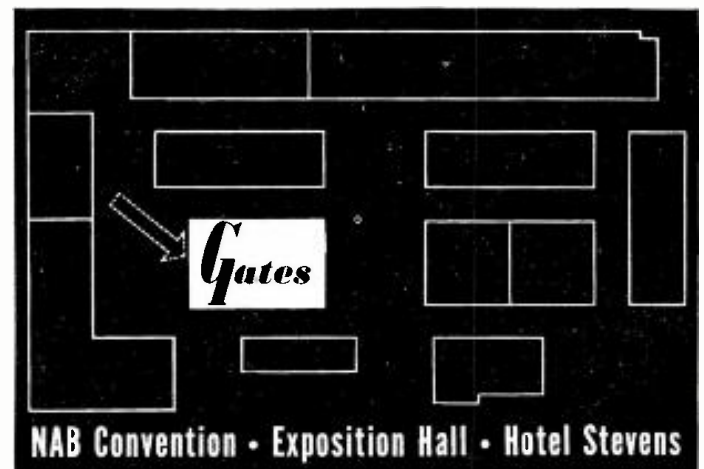 Gates
NAB Convention • Exposition Hall • Hotel Stevens